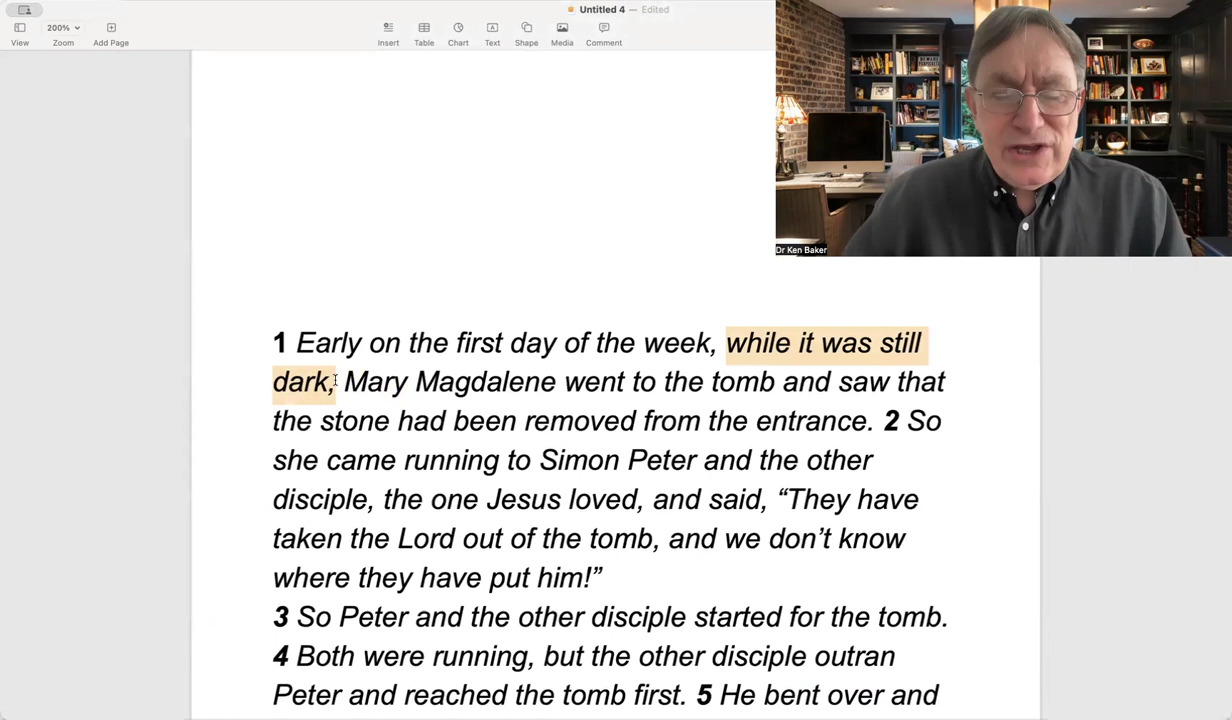 Untitled 4 — Edited
200%
View
Zoom
Add Page
Insert
Table
Chart
Text
Shape
Media
Comment
Dr Ken Baker
1 Early on the first day of the week, while it was still
dark, Mary Magdalene went to the tomb and saw that
the stone had been removed from the entrance. 2 So
she came running to Simon Peter and the other
disciple, the one Jesus loved, and said, “They have
taken the Lord out of the tomb, and we don’t know
where they have put him!”
3 So Peter and the other disciple started for the tomb.
4 Both were running, but the other disciple outran
Peter and reached the tomb first. 5 He bent over and